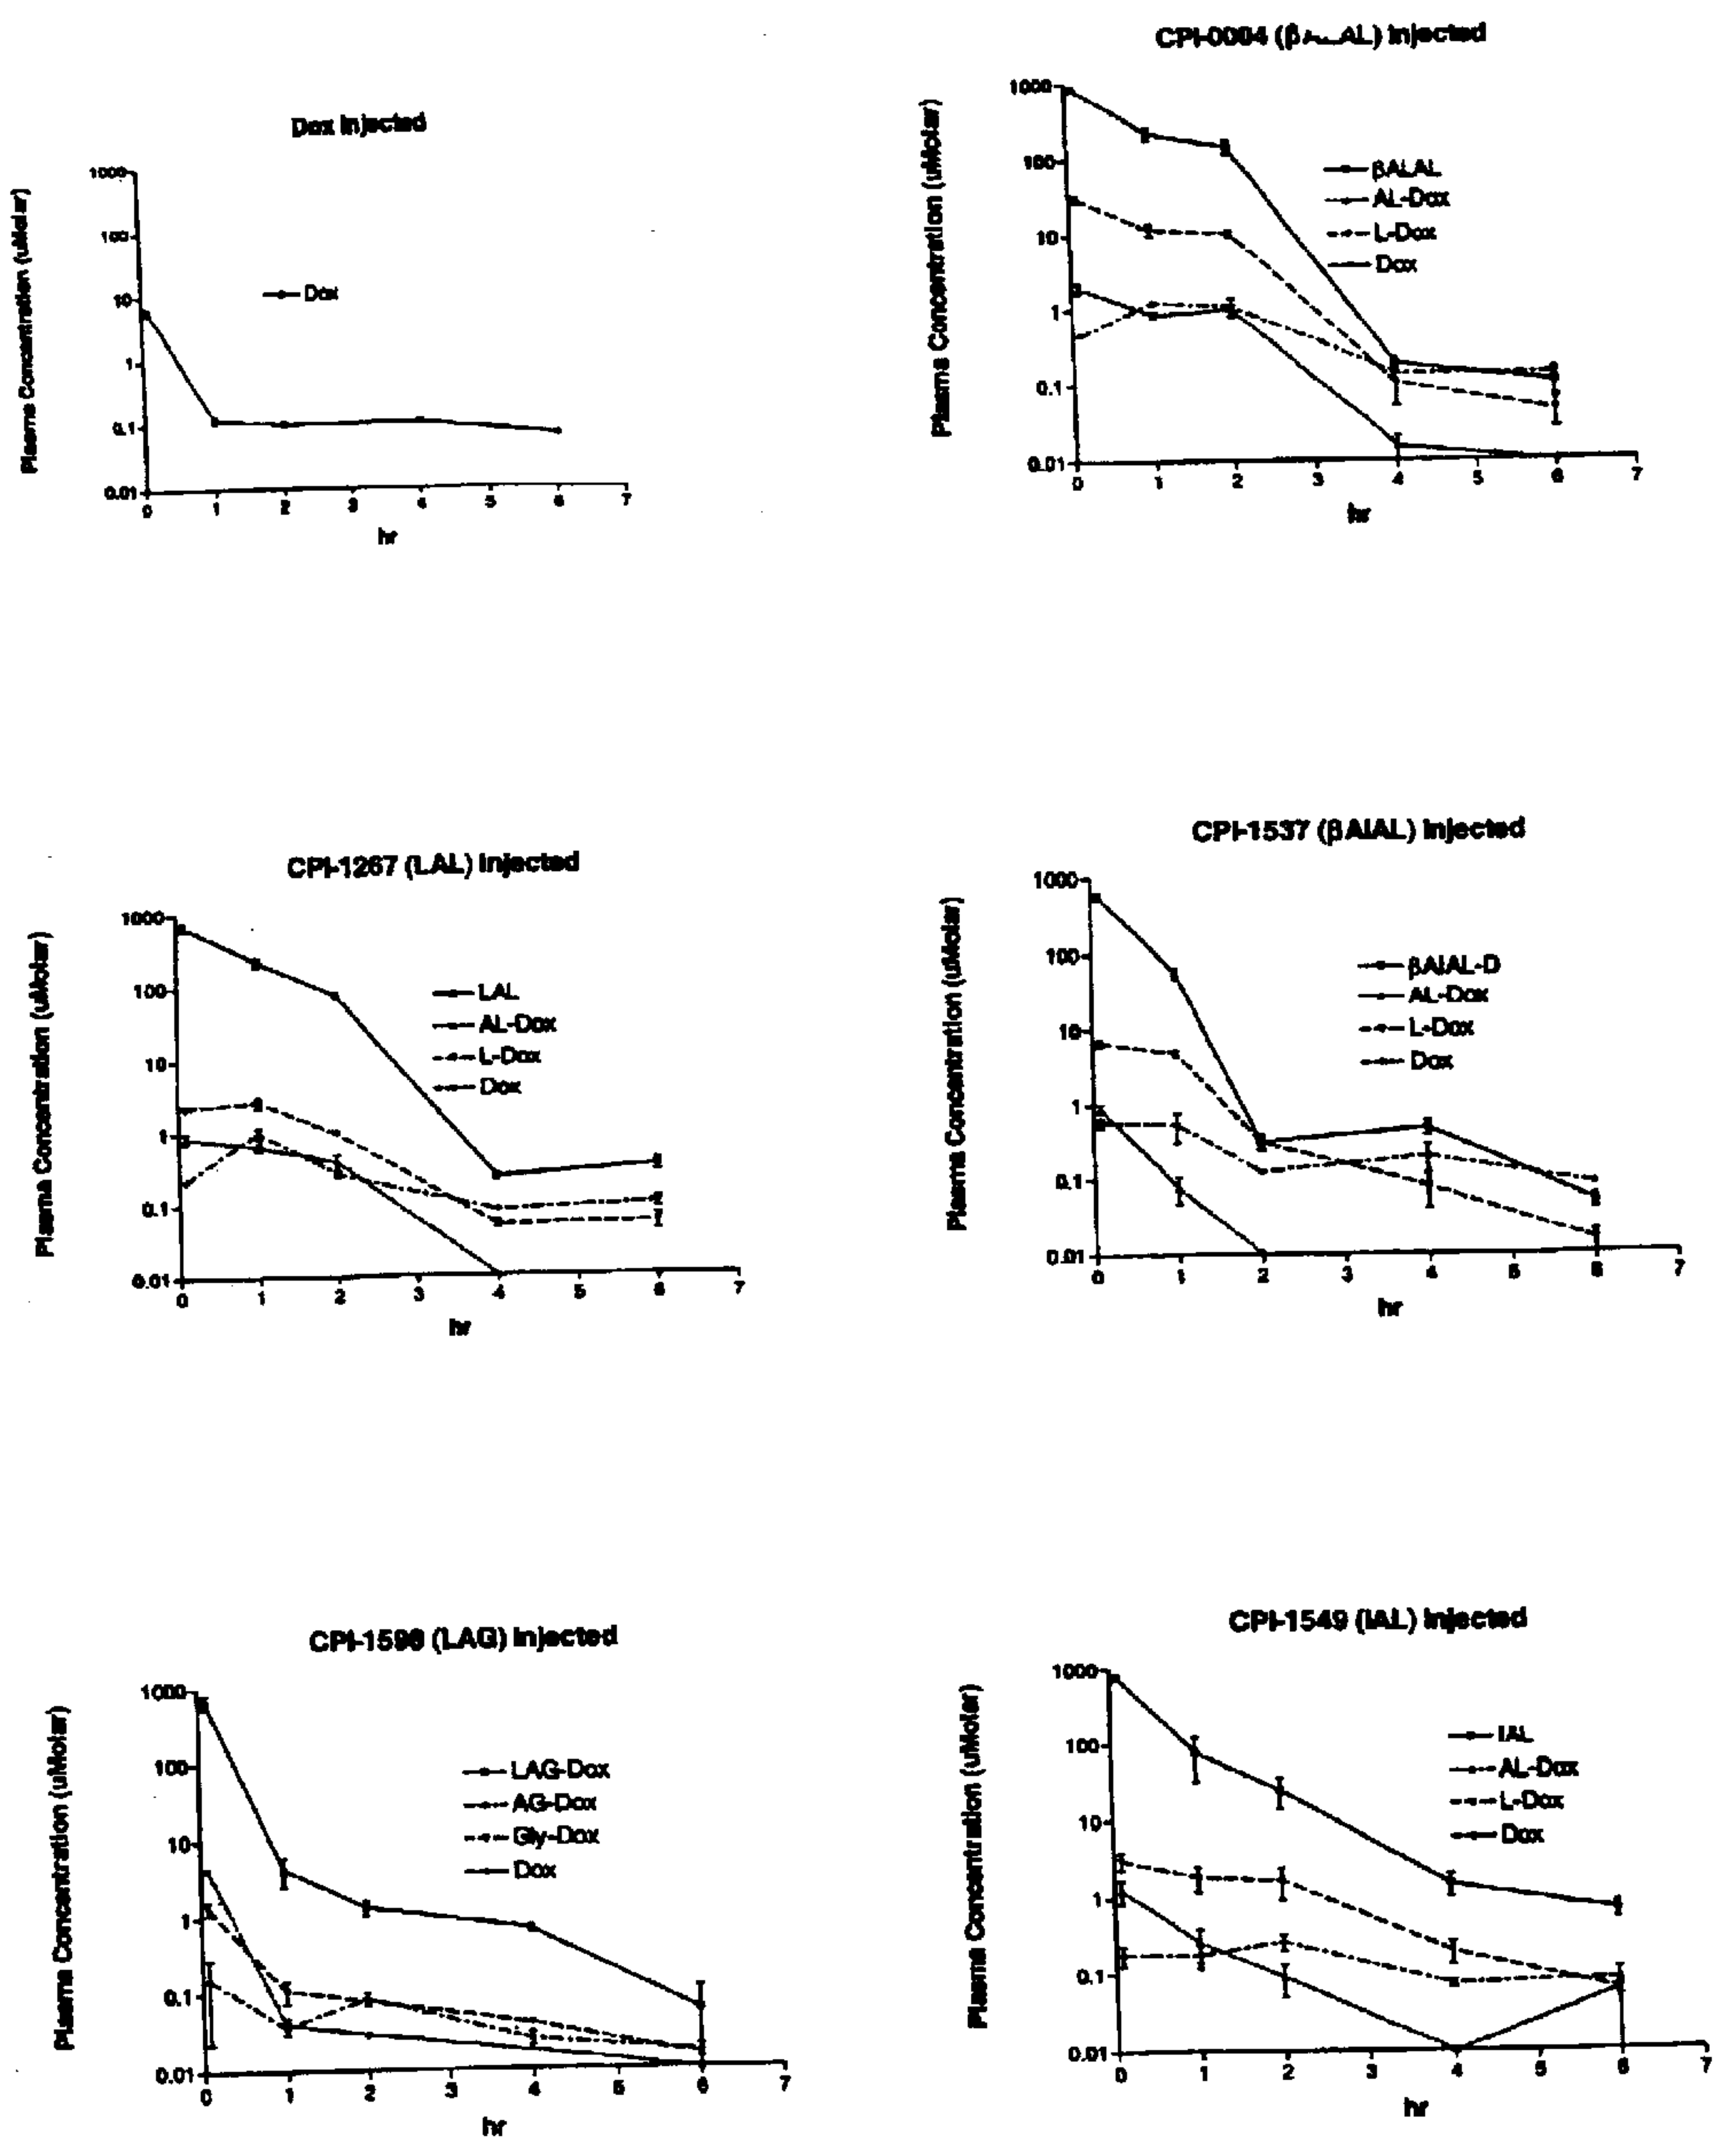 Dox Injected
Plasma Concentration (uMolar)
1000
100
10
1
0.1
0.01
Dox
0 1 2 3 4 5 6 7
hr
CPI-0004 (βALAL) Injected
Plasma Concentration (uMolar)
1000
100
10
1
0.1
0.01
βALAL
AL-Dox
L-Dox
Dox
0 1 2 3 4 5 6 7
hr
CPI-1267 (LAL) Injected
Plasma Concentration (uMolar)
1000
100
10
1
0.1
0.01
LAL
AL-Dox
L-Dox
Dox
0 1 2 3 4 5 6 7
hr
CPI-1537 (βAIAL) Injected
Plasma Concentration (uMolar)
1000
100
10
1
0.1
0.01
βAIAL-D
AL-Dox
L-Dox
Dox
0 1 2 3 4 5 6 7
hr
CPI-1598 (LAG) Injected
Plasma Concentration (uMolar)
1000
100
10
1
0.1
0.01
LAG-Dox
AG-Dox
Gly-Dox
Dox
0 1 2 3 4 5 6 7
hr
CPI-1549 (IAL) Injected
Plasma Concentration (uMolar)
1000
100
10
1
0.1
0.01
IAL
AL-Dox
L-Dox
Dox
0 1 2 3 4 5 6 7
hr